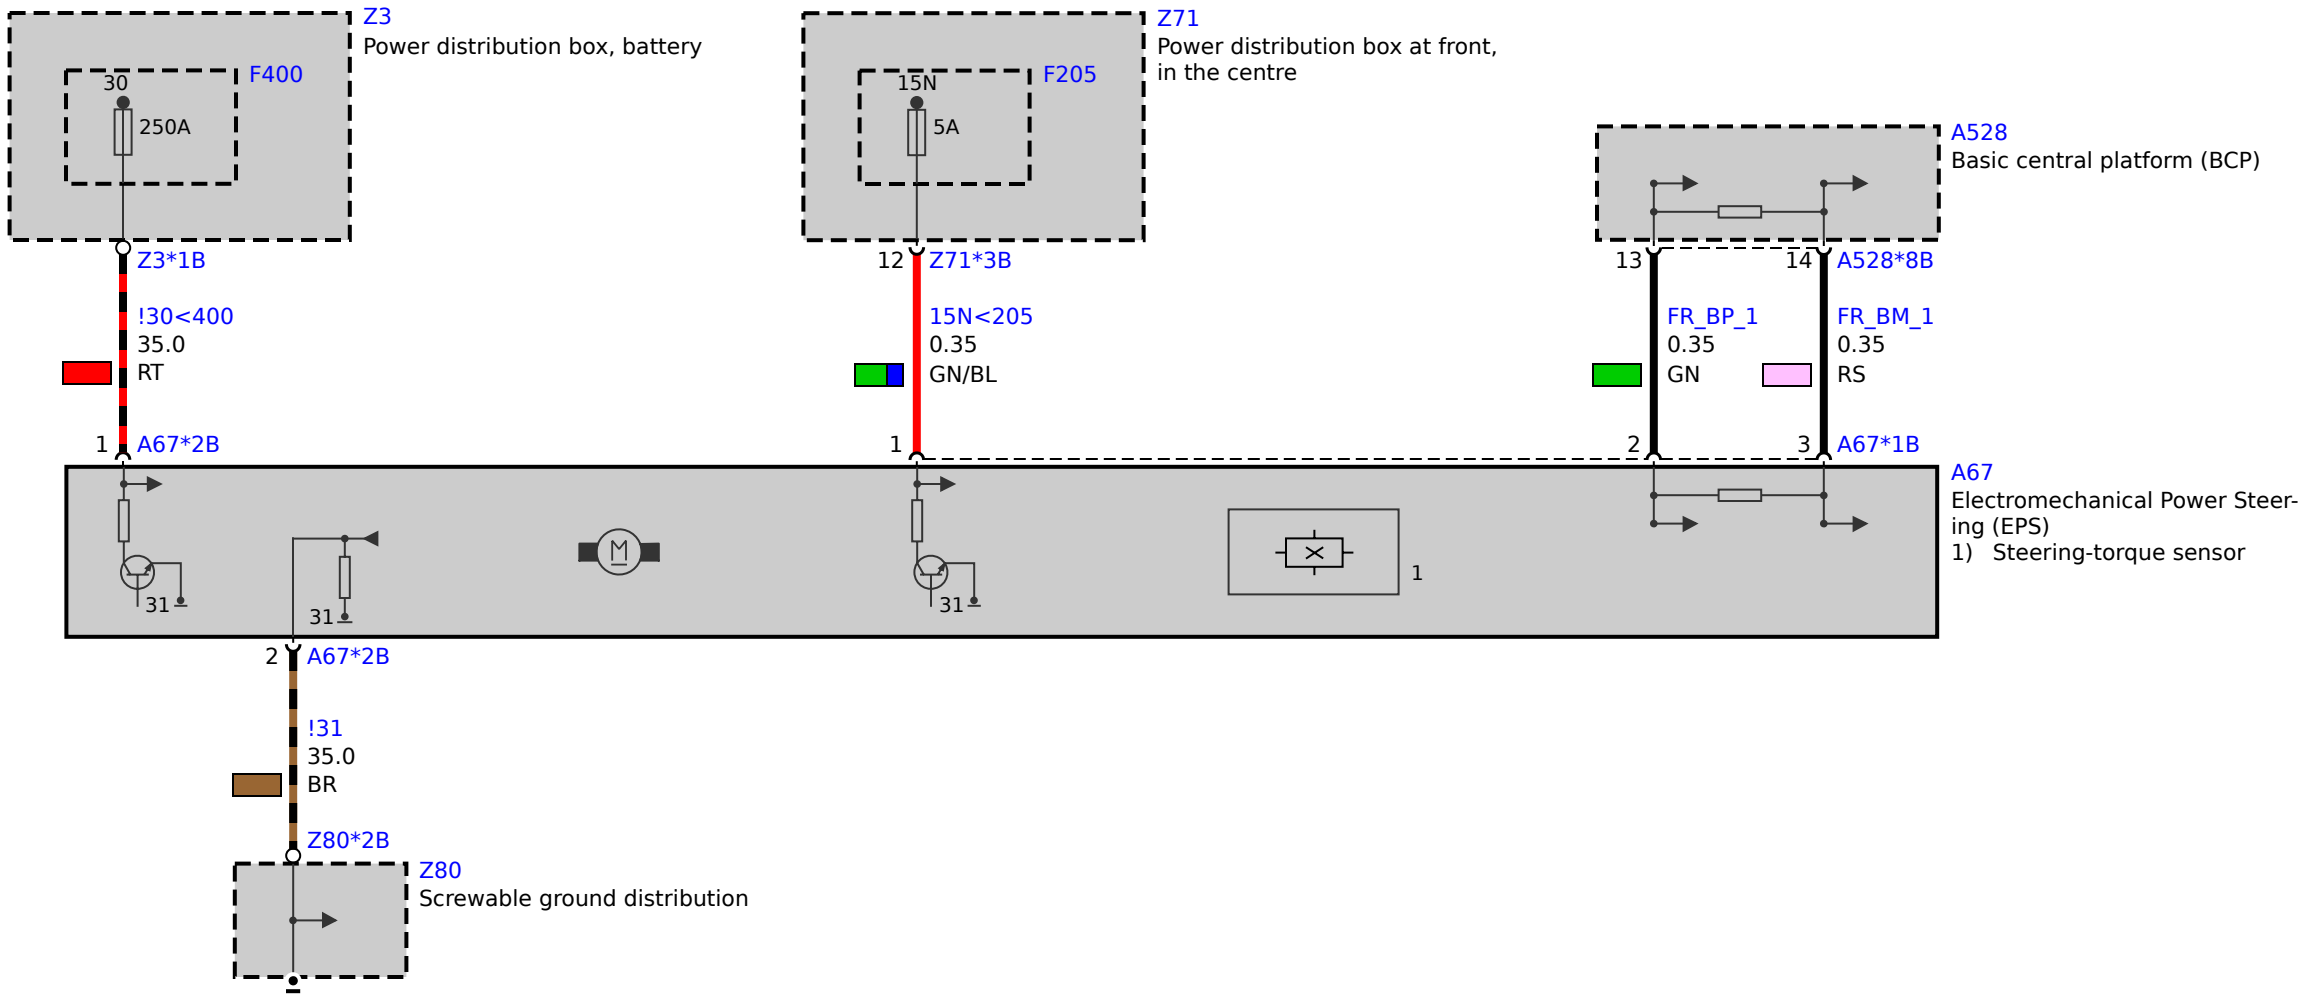 Z3
Power distribution box, battery
F400
30
250A
Z71
Power distribution box at front,
in the centre
F205
15N
5A
A528
Basic central platform (BCP)
Z3*1B
12 Z71*3B
13
14 A528*8B
!30<400
35.0
RT
15N<205
0.35
GN/BL
FR_BP_1
0.35
GN
FR_BM_1
0.35
RS
1 A67*2B
1
2
3 A67*1B
A67
Electromechanical Power Steer-
ing (EPS)
1) Steering-torque sensor
31
31
M
31
1
2 A67*2B
!31
35.0
BR
Z80*2B
Z80
Screwable ground distribution